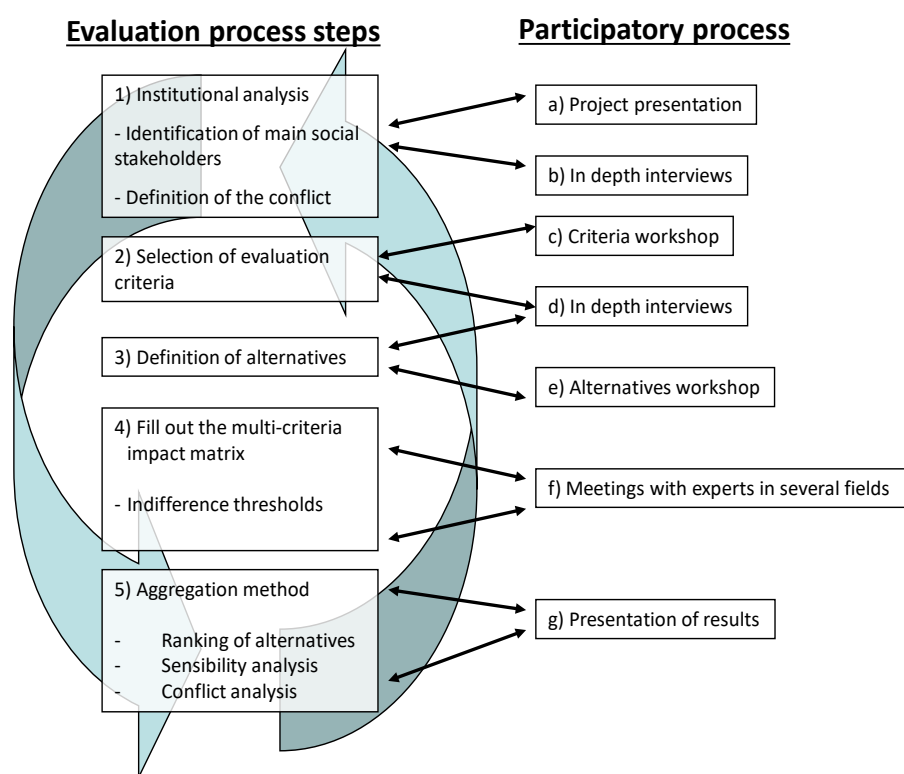 Evaluation process steps
1) Institutional analysis
- Identification of main social
stakeholders
- Definition of the conflict
2) Selection of evaluation
criteria
3) Definition of alternatives
4) Fill out the multi-criteria
impact matrix
- Indifference thresholds
5) Aggregation method
- Ranking of alternatives
- Sensibility analysis
- Conflict analysis
Participatory process
a) Project presentation
b) In depth interviews
c) Criteria workshop
d) In depth interviews
e) Alternatives workshop
f) Meetings with experts in several fields
g) Presentation of results